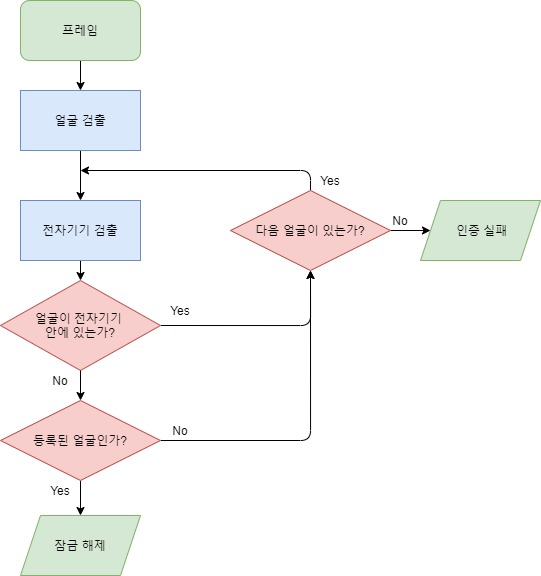 프레임
얼굴 검출
Yes
전자기기 검출
다음 얼굴이 있는가?
No
인증 실패
얼굴이 전자기기
안에 있는가?
Yes
No
등록된 얼굴인가?
No
Yes
잠금 해제